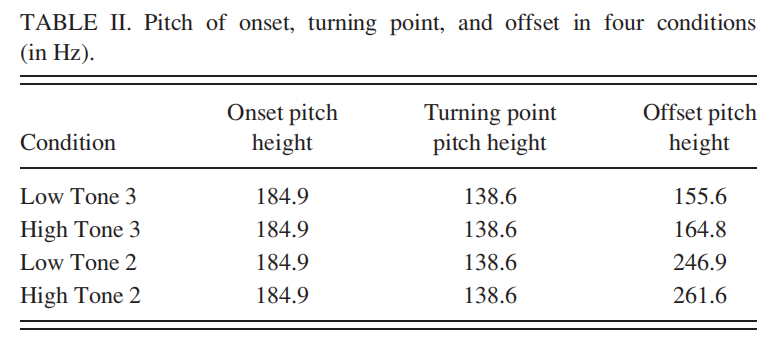 TABLE II. Pitch of onset, turning point, and offset in four conditions
(in Hz).
Onset pitch Turning point Offset pitch
Condition height pitch height height
Low Tone 3 184.9 138.6 155.6
High Tone 3 184.9 138.6 164.8
Low Tone 2 184.9 138.6 246.9
High Tone 2 184.9 138.6 261.6